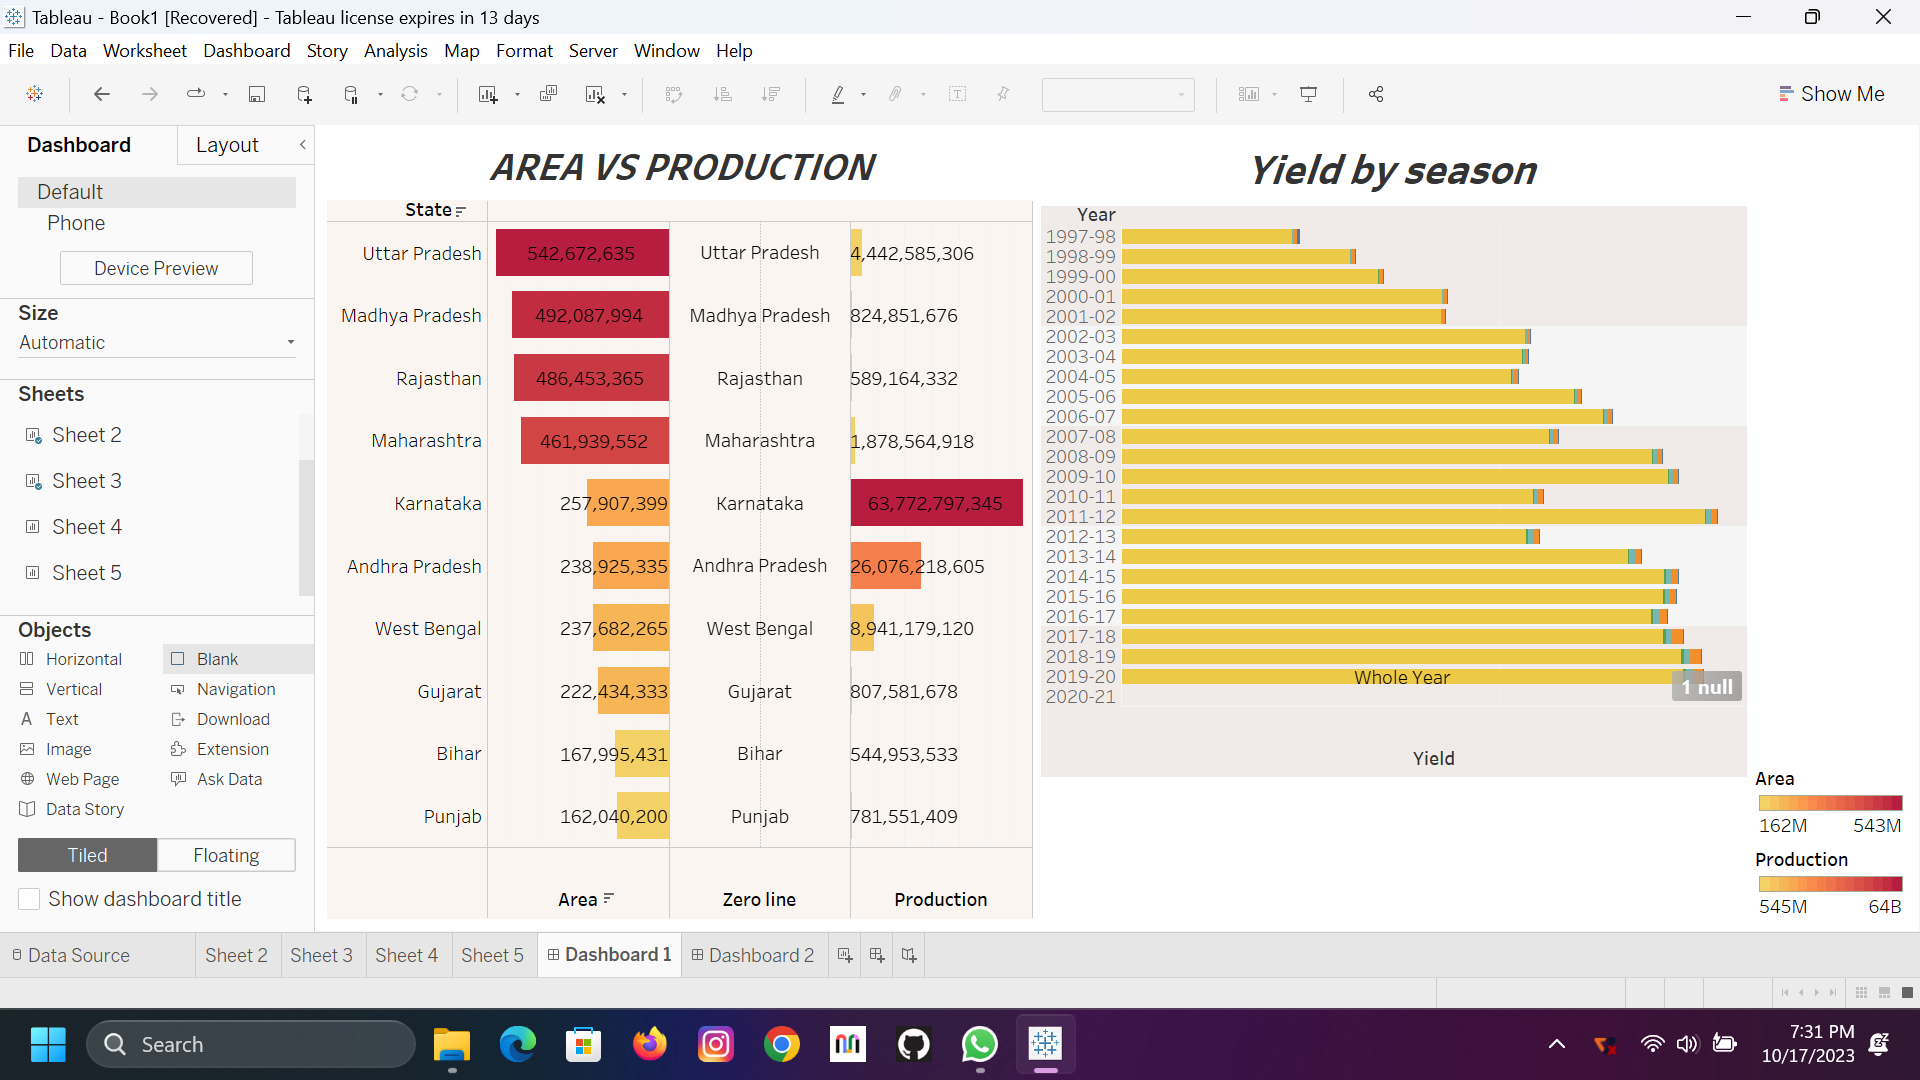 Tableau - Book1 [Recovered] - Tableau license expires in 13 days
File Data Worksheet Dashboard Story Analysis Map Format Server Window Help
Show Me
Dashboard
Layout
Default
Phone
Device Preview
Size
Automatic
Sheets
Sheet 2
Sheet 3
Sheet 4
Sheet 5
Objects
Horizontal
Blank
Vertical
Navigation
A Text
Download
Image
Extension
Web Page
Ask Data
Data Story
Tiled
Floating
Show dashboard title
AREA VS PRODUCTION
State
Uttar Pradesh 542,672,635 Uttar Pradesh 4,442,585,306
Madhya Pradesh 492,087,994 Madhya Pradesh 824,851,676
Rajasthan 486,453,365 Rajasthan 589,164,332
Maharashtra 461,939,552 Maharashtra 1,878,564,918
Karnataka 257,907,399 Karnataka 63,772,797,345
Andhra Pradesh 238,925,335 Andhra Pradesh 26,076,218,605
West Bengal 237,682,265 West Bengal 8,941,179,120
Gujarat 222,434,333 Gujarat 807,581,678
Bihar 167,995,431 Bihar 544,953,533
Punjab 162,040,200 Punjab 781,551,409
Area Zero line Production
Yield by season
Year
1997-98
1998-99
1999-00
2000-01
2001-02
2002-03
2003-04
2004-05
2005-06
2006-07
2007-08
2008-09
2009-10
2010-11
2011-12
2012-13
2013-14
2014-15
2015-16
2016-17
2017-18
2018-19
2019-20
Whole Year
1 null
2020-21
Yield
Area
162M 543M
Production
545M 64B
Data Source Sheet 2 Sheet 3 Sheet 4 Sheet 5 Dashboard 1 Dashboard 2
Search
7:31 PM
10/17/2023